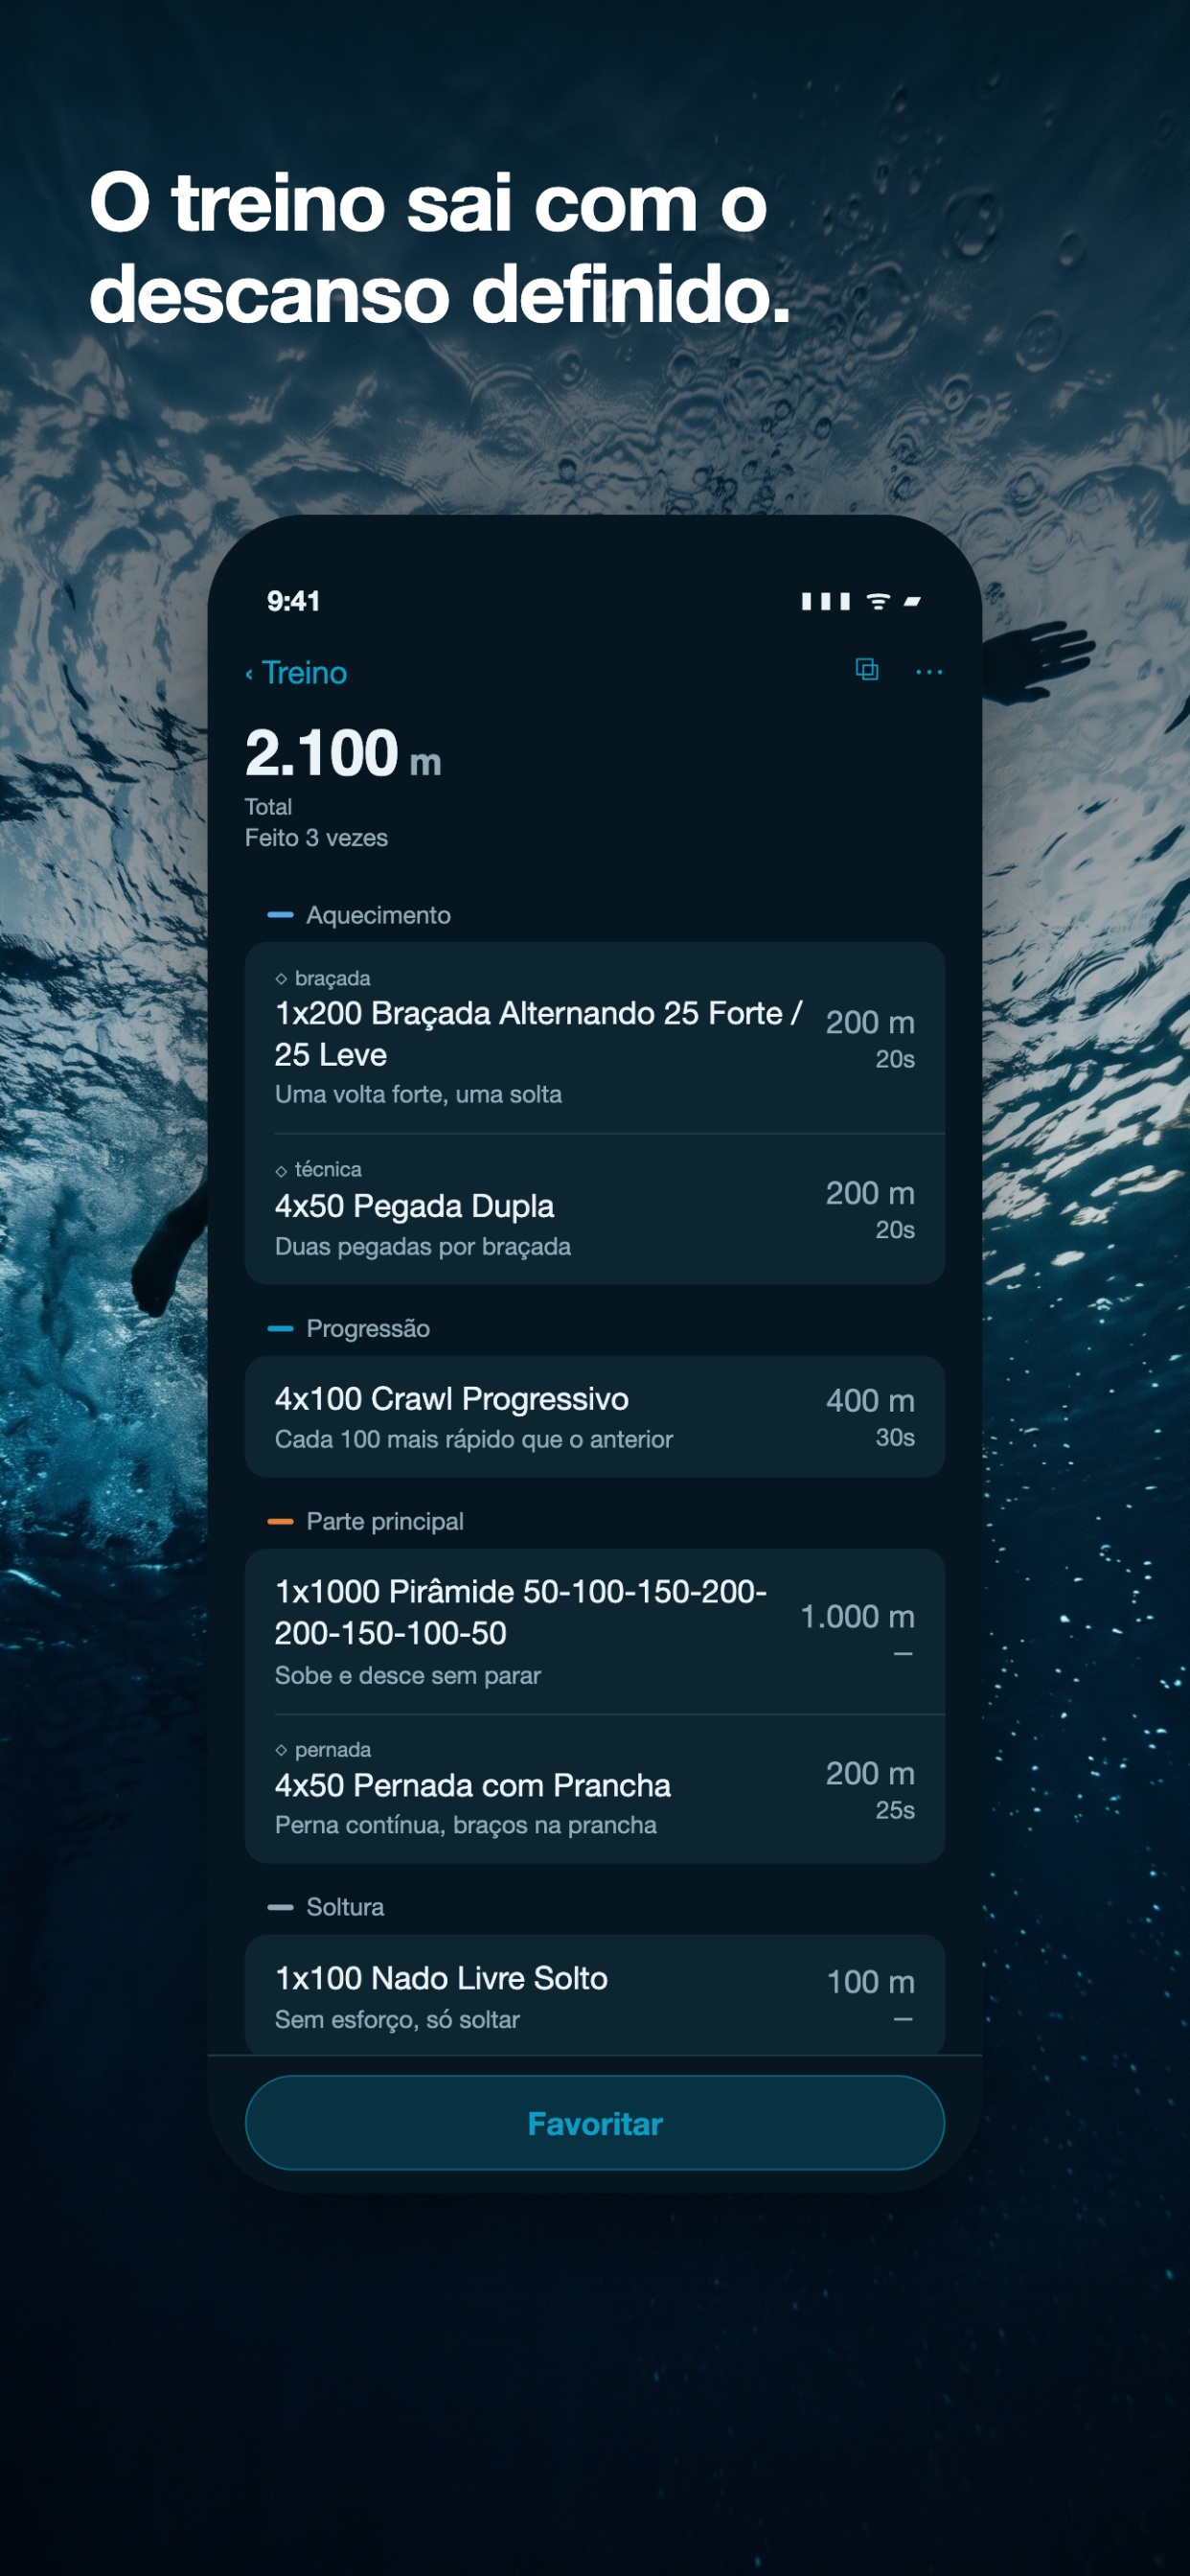 O treino sai com o
descanso definido.
9:41
‹ Treino
2.100 m
Total
Feito 3 vezes
Aquecimento
braçada
1x200 Braçada Alternando 25 Forte /
25 Leve
200 m
20s
Uma volta forte, uma solta
técnica
4x50 Pegada Dupla
200 m
20s
Duas pegadas por braçada
Progressão
4x100 Crawl Progressivo
400 m
Cada 100 mais rápido que o anterior
30s
Parte principal
1x1000 Pirâmide 50-100-150-200-
200-150-100-50
1.000 m
—
Sobe e desce sem parar
pernada
4x50 Pernada com Prancha
200 m
25s
Perna contínua, braços na prancha
Soltura
1x100 Nado Livre Solto
100 m
Sem esforço, só soltar
—
Favoritar